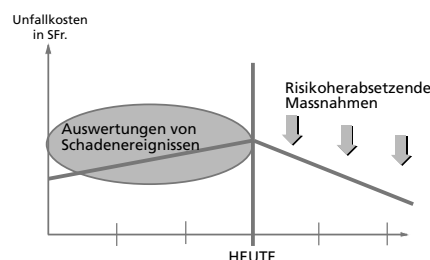 Unfallkosten
in SFr.
Risikoherabsetzende
Massnahmen
Auswertungen von
Schadenereignissen
HEUTE